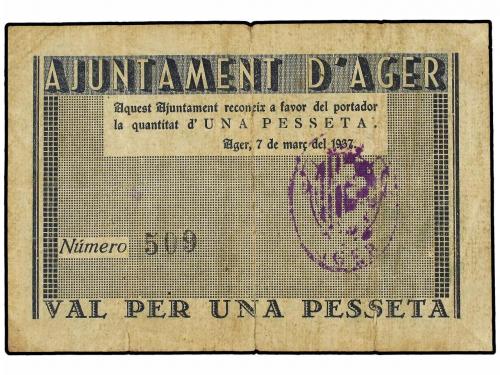 AJUNTAMENT D'AGER
Aquest Ajuntament reconeix a favor del portador
la quantitat d'UNA PESSETA.
Ager, 7 de març del 1937
Número 509
AGER
VAL PER UNA PESSETA